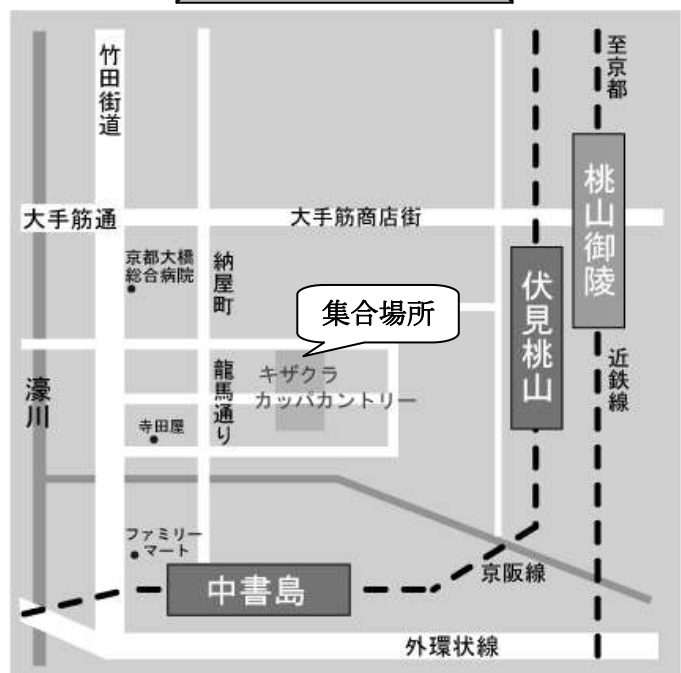 竹田街道
至京都
桃山御陵
大手筋通
大手筋商店街
京都大橋
総合病院
納屋町
伏見桃山
集合場所
近鉄線
龍馬通り
キザクラ
カッパカントリー
濠川
寺田屋
ファミリー
マート
京阪線
中書島
外環状線